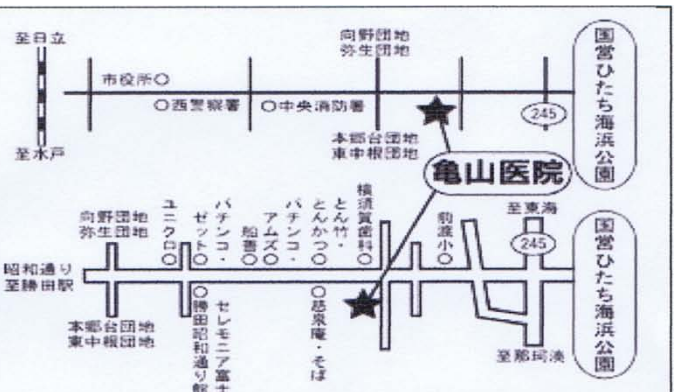 至日立
至水戸
市役所
西警察署
中央消防署
向野団地
弥生団地
本郷台団地
東中根団地
245
国営ひたち海浜公園
亀山医院
向野団地
弥生団地
昭和通り
至勝田駅
本郷台団地
東中根団地
ユニクロ
パチンコ・
ゼット
セレモニア富士
勝田昭和通り館
船善
パチンコ・
アムズ
とん竹・
とんかつ
慈泉庵・そば
横須賀歯科
前渡小
至東海
245
至那珂湊
国営ひたち海浜公園